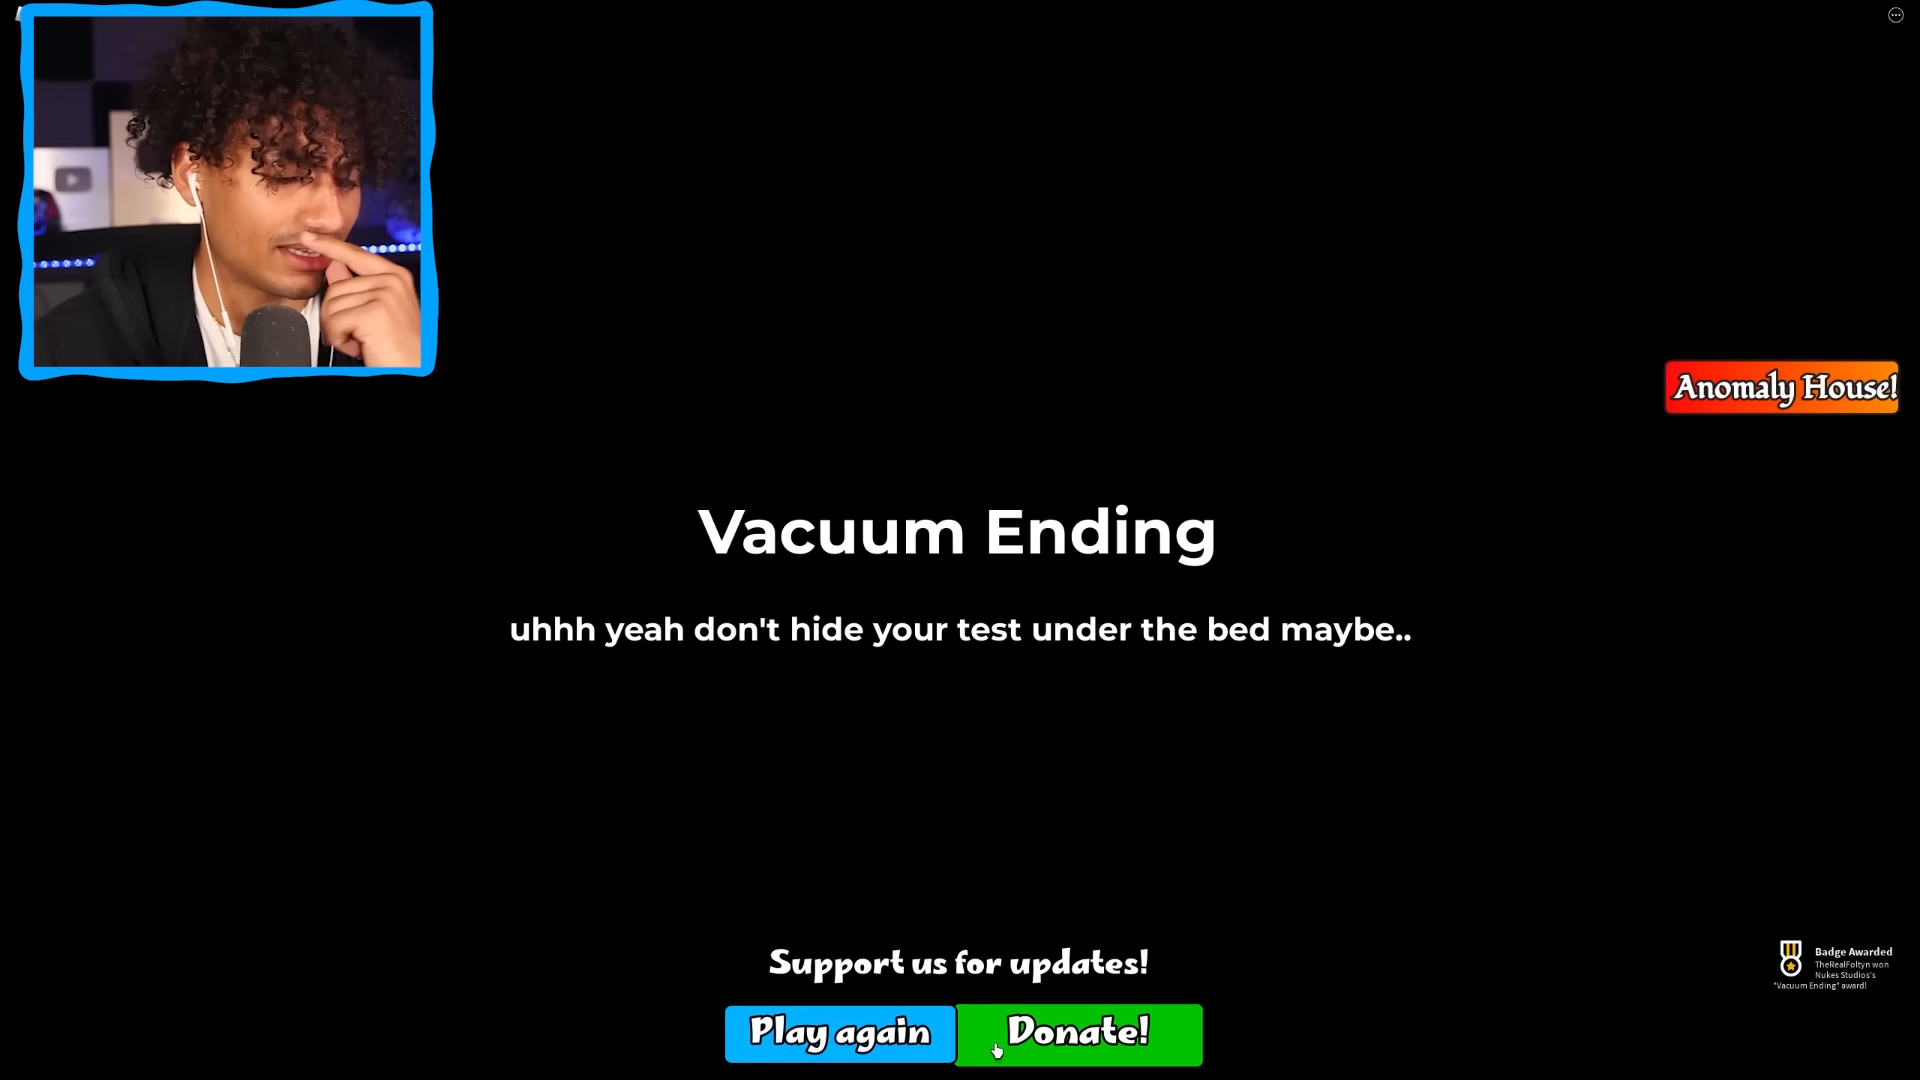 Anomaly House!
Vacuum Ending
uhhh yeah don't hide your test under the bed maybe..
Support us for updates!
Play again
Donate!
Badge Awarded
TheRealFoltyn won
Nukes Studios's
"Vacuum Ending" award!